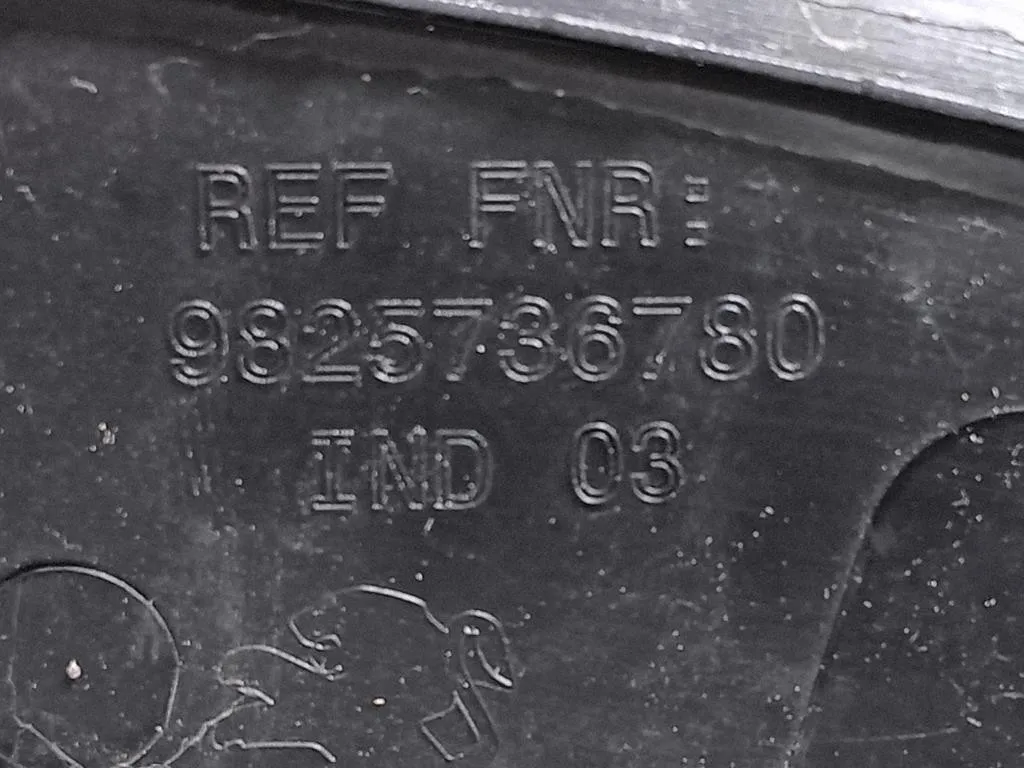 REF FNR:
9825736780
IND 03